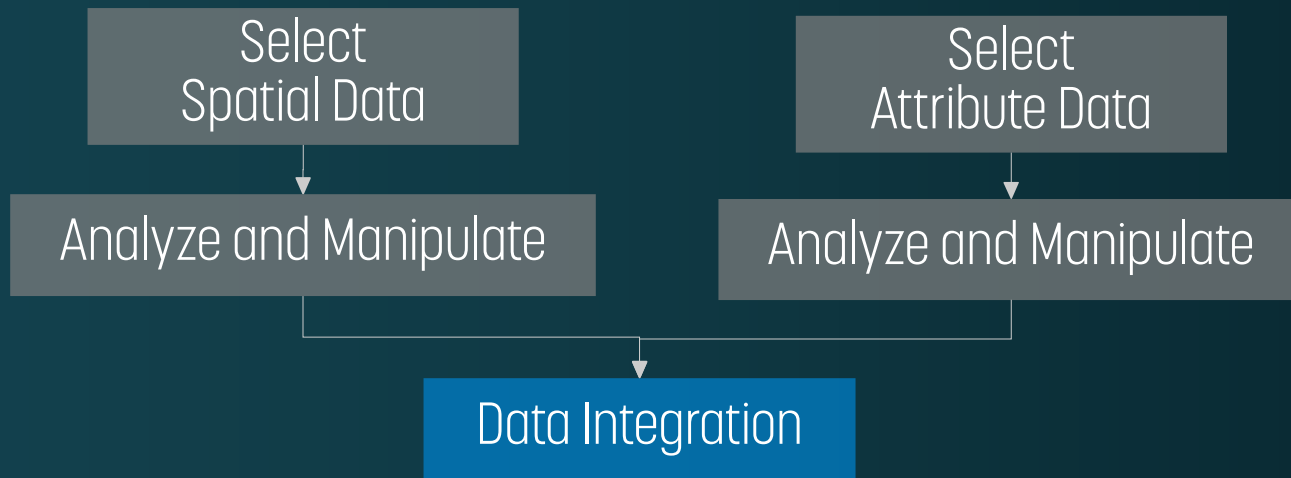 Select
Spatial Data
Select
Attribute Data
Analyze and Manipulate
Analyze and Manipulate
Data Integration